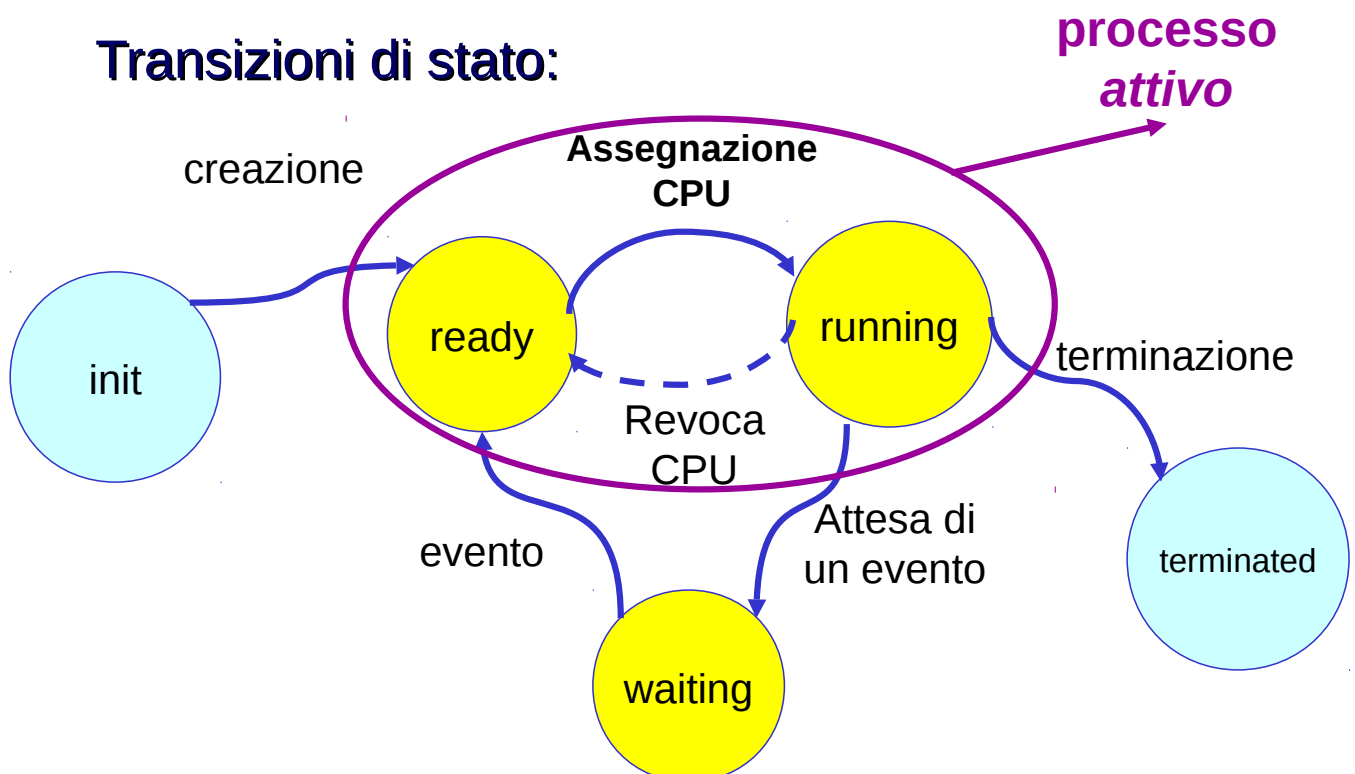 processo
attivo
Transizioni di stato:
creazione
Assegnazione
CPU
init
ready
running
terminazione
Revoca
CPU
evento
Attesa di
un evento
terminated
waiting